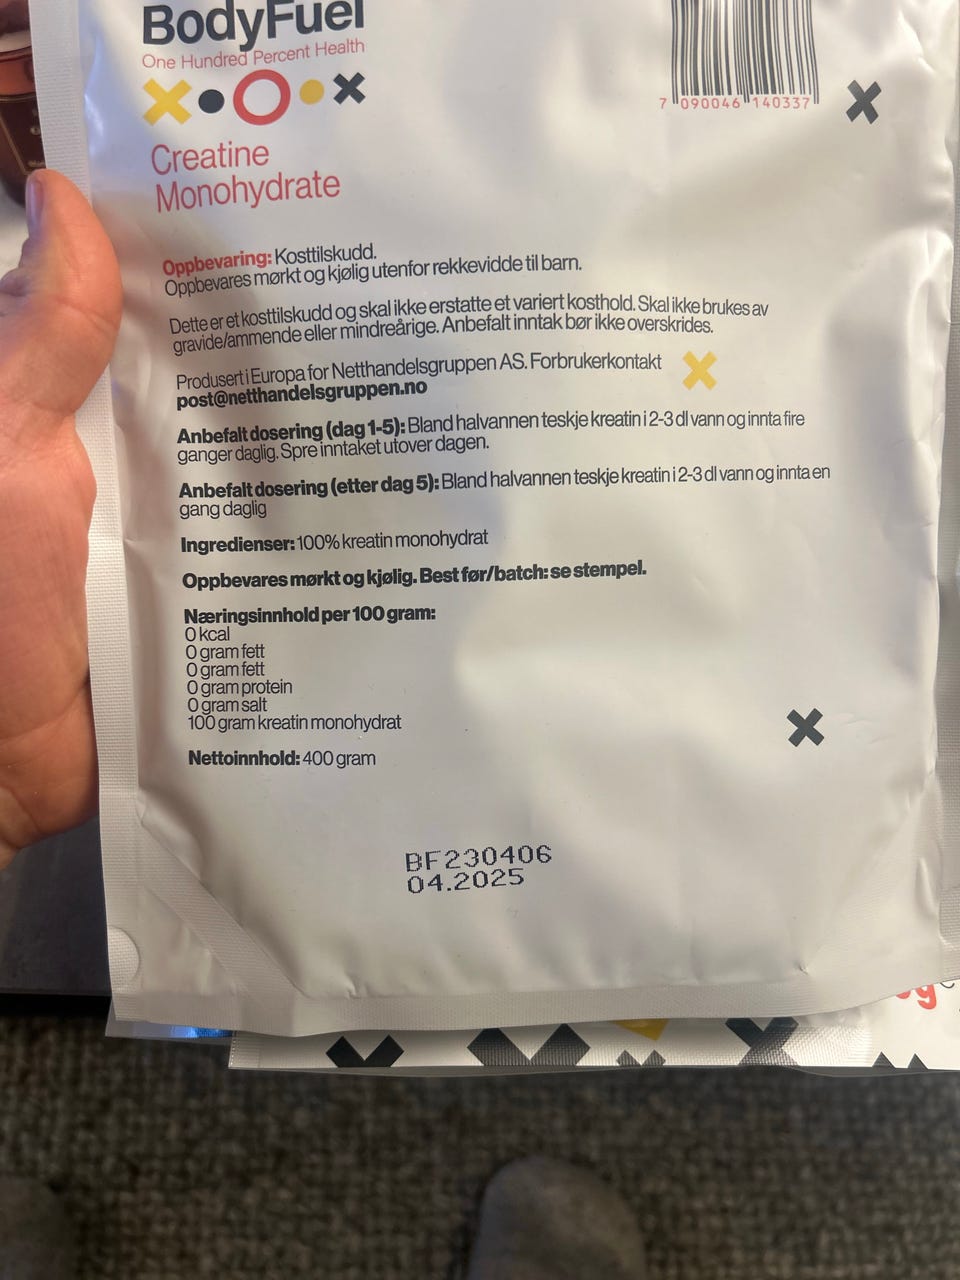 BodyFuel
One Hundred Percent Health
7 090046 140337
Creatine
Monohydrate
Oppbevaring: Kosttilskudd.
Oppbevares mørkt og kjølig utenfor rekkevidde til barn.
Dette er et kosttilskudd og skal ikke erstatte et variert kosthold. Skal ikke brukes av
gravide/ammende eller mindreårige. Anbefalt inntak bør ikke overskrides.
Produsert i Europa for Netthandelsgruppen AS. Forbrukerkontakt
post@netthandelsgruppen.no
Anbefalt dosering (dag 1-5): Bland halvannen teskje kreatin i 2-3 dl vann og innta fire
ganger daglig. Spre inntaket utover dagen.
Anbefalt dosering (etter dag 5): Bland halvannen teskje kreatin i 2-3 dl vann og innta en
gang daglig
Ingredienser: 100% kreatin monohydrat
Oppbevares mørkt og kjølig. Best før/batch: se stempel.
Næringsinnhold per 100 gram:
0 kcal
0 gram fett
0 gram fett
0 gram protein
0 gram salt
100 gram kreatin monohydrat
Nettoinnhold: 400 gram
BF230406
04.2025